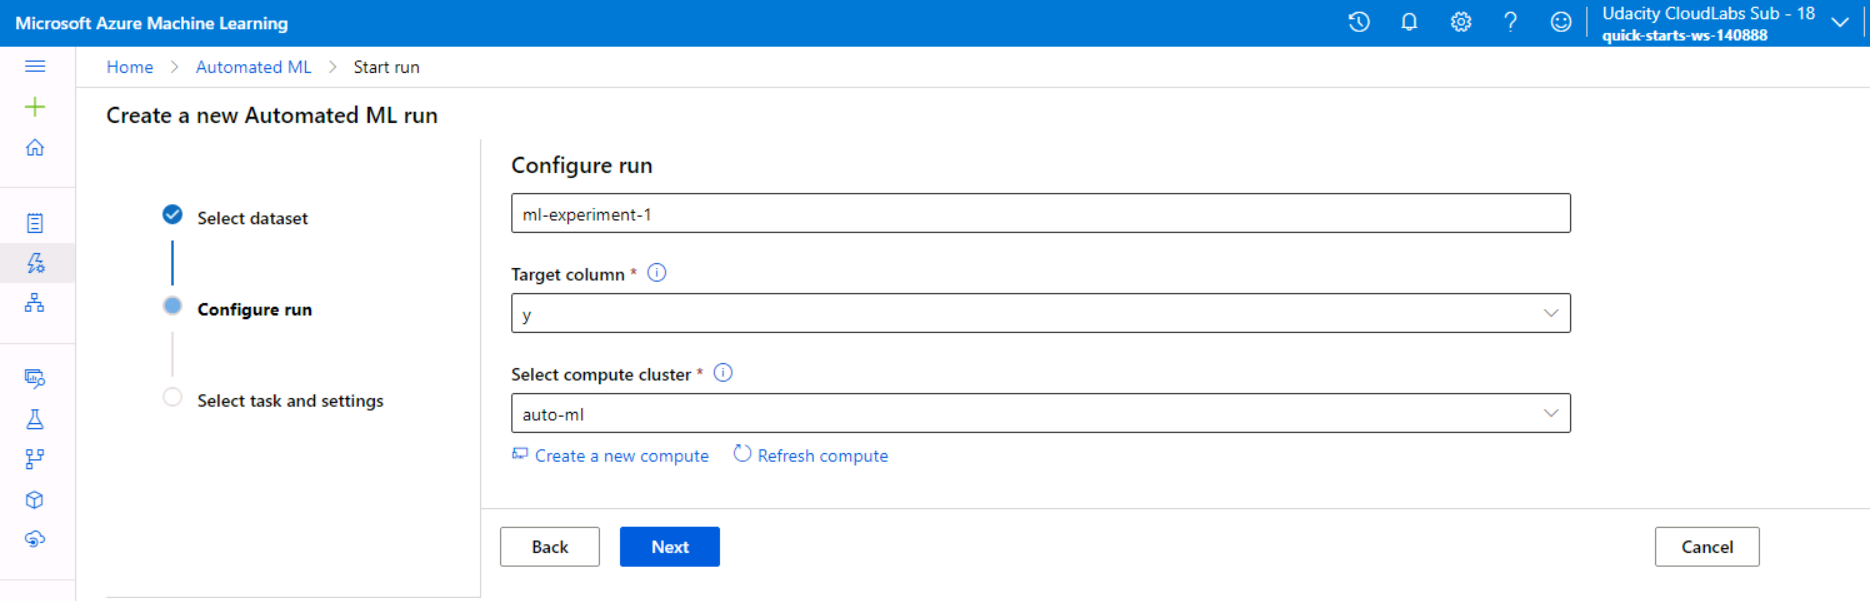 Microsoft Azure Machine Learning
Udacity CloudLabs Sub - 18
quick-starts-ws-140888
Home > Automated ML > Start run
Create a new Automated ML run
Select dataset
Configure run
Select task and settings
Configure run
ml-experiment-1
Target column *
y
Select compute cluster *
auto-ml
Create a new compute
Refresh compute
Back
Next
Cancel